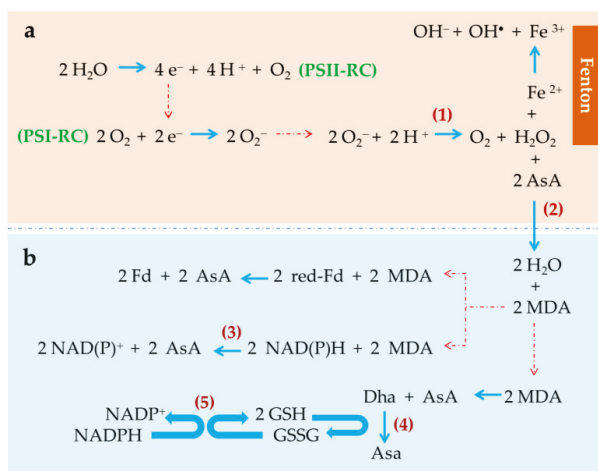 a
OH⁻ + OH• + Fe ³⁺
Fenton
2 H₂O → 4 e⁻ + 4 H ⁺ + O₂ (PSII-RC)
Fe ²⁺
+
(PSI-RC) 2 O₂ + 2 e⁻ → 2 O₂⁻ → 2 O₂⁻ + 2 H ⁺ (1) → O₂ + H₂O₂
+
2 AsA
(2)
b
2 H₂O
+
2 Fd + 2 AsA ← 2 red-Fd + 2 MDA
2 MDA
2 NAD(P)⁺ + 2 AsA (3) ← 2 NAD(P)H + 2 MDA
Dha + AsA ← 2 MDA
NADP⁺ (5) 2 GSH
NADPH GSSG (4)
Asa